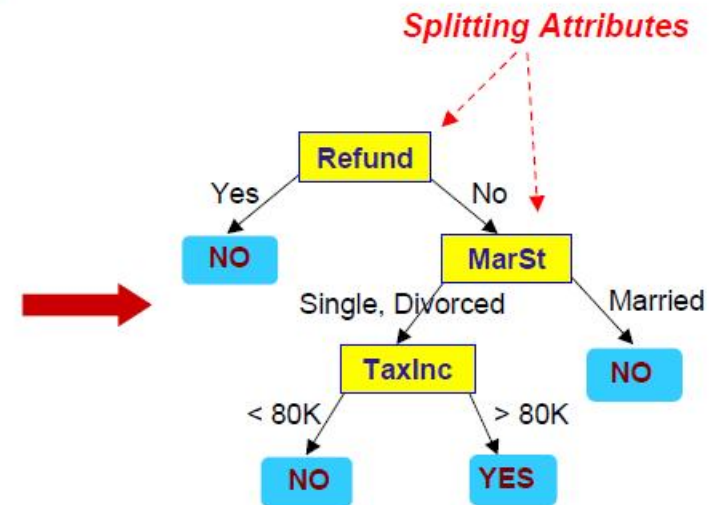 Splitting Attributes
Refund
Yes
No
NO
MarSt
Single, Divorced
Married
TaxInc
NO
< 80K
> 80K
NO
YES